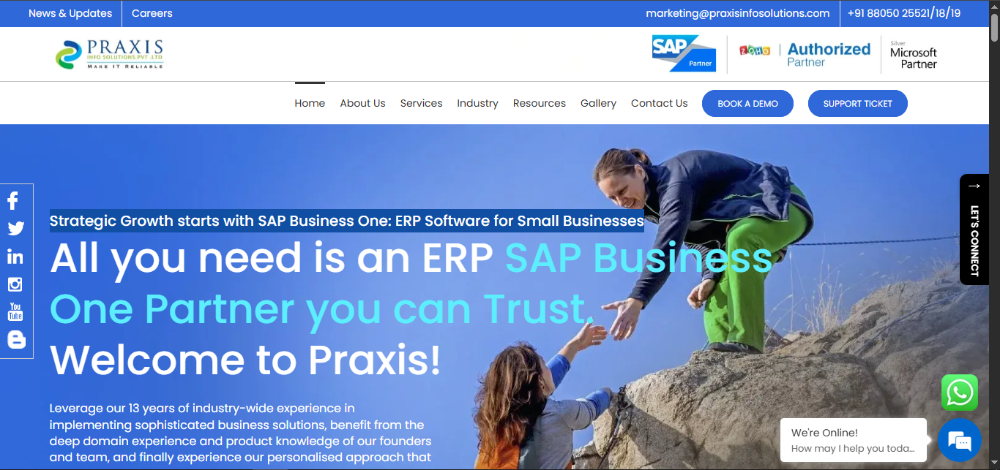 News & Updates
Careers
marketing@praxisinfosolutions.com
+91 88050 25521/18/19
PRAXIS
INFO SOLUTIONS.PVT .LTD
MAKE IT RELIABLE
SAP
Partner
ZOHO
Authorized
Partner
Silver
Microsoft
Partner
Home
About Us
Services
Industry
Resources
Gallery
Contact Us
BOOK A DEMO
SUPPORT TICKET
Strategic Growth starts with SAP Business One: ERP Software for Small Businesses
All you need is an ERP SAP Business
One Partner you can Trust.
Welcome to Praxis!
Leverage our 13 years of industry-wide experience in
implementing sophisticated business solutions, benefit from the
deep domain experience and product knowledge of our founders
and team, and finally experience our personalised approach that
You
Tube
→
LET'S CONNECT
We're Online!
How may I help you toda...